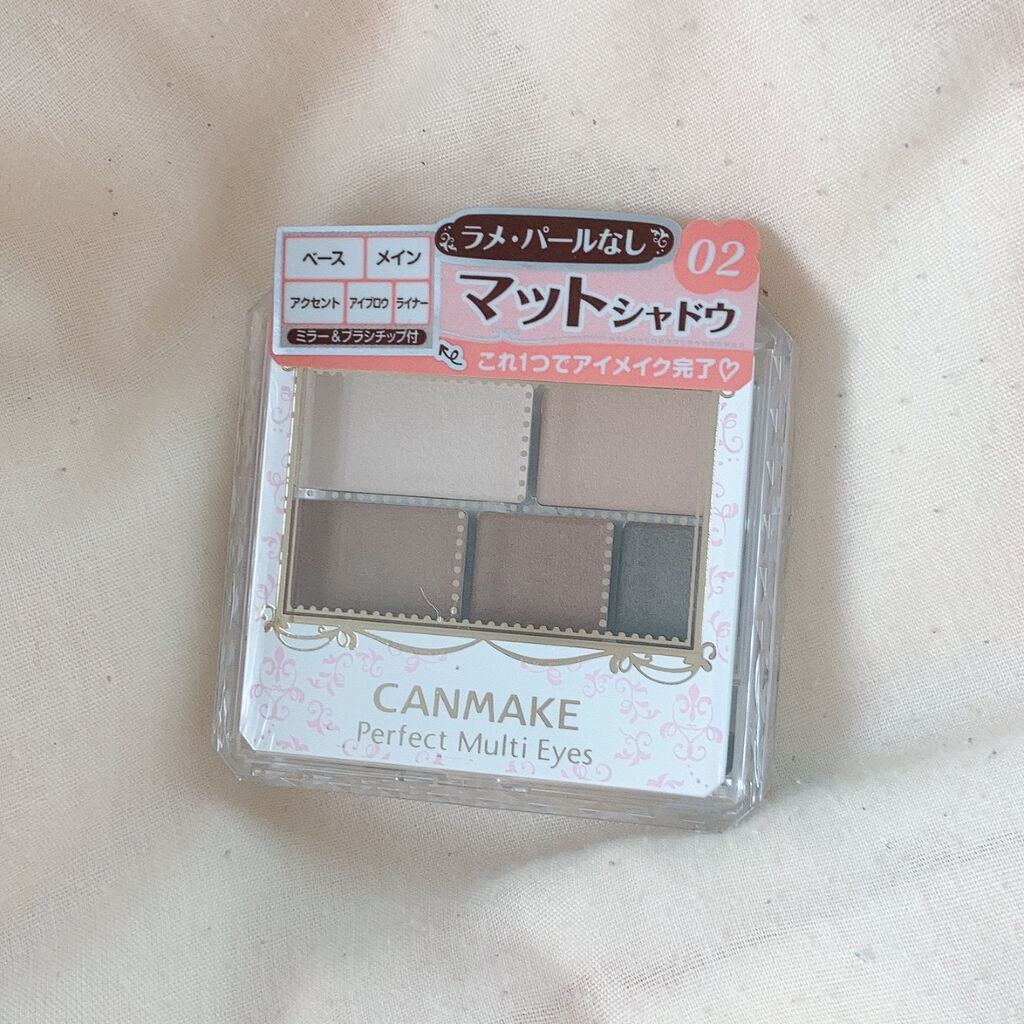 ラメ・パールなし
02
ベース メイン
アクセント アイブロウ ライナー
ミラー＆ブラシチップ付
マットシャドウ
これ1つでアイメイク完了♡
CANMAKE
Perfect Multi Eyes